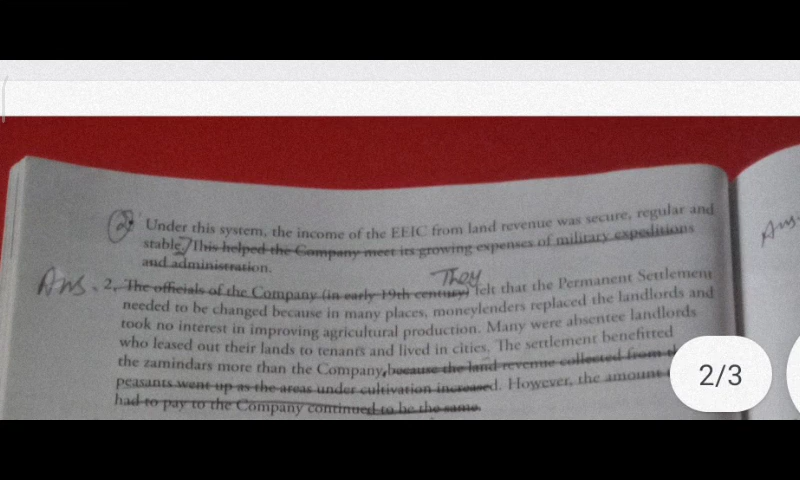 ② Under this system, the income of the EEIC from land revenue was secure, regular and
stable. This helped the Company meet its growing expenses of military expeditions
and administration.
They
Ans. 2. The officials of the Company (in early 19th century) felt that the Permanent Settlement
needed to be changed because in many places, moneylenders replaced the landlords and
took no interest in improving agricultural production. Many were absentee landlords
who leased out their lands to tenants and lived in cities. The settlement benefitted
the zamindars more than the Company, because the land revenue collected from
peasants went up as the areas under cultivation increased. However, the amount
had to pay to the Company continued to be the same.
Ans-
2/3